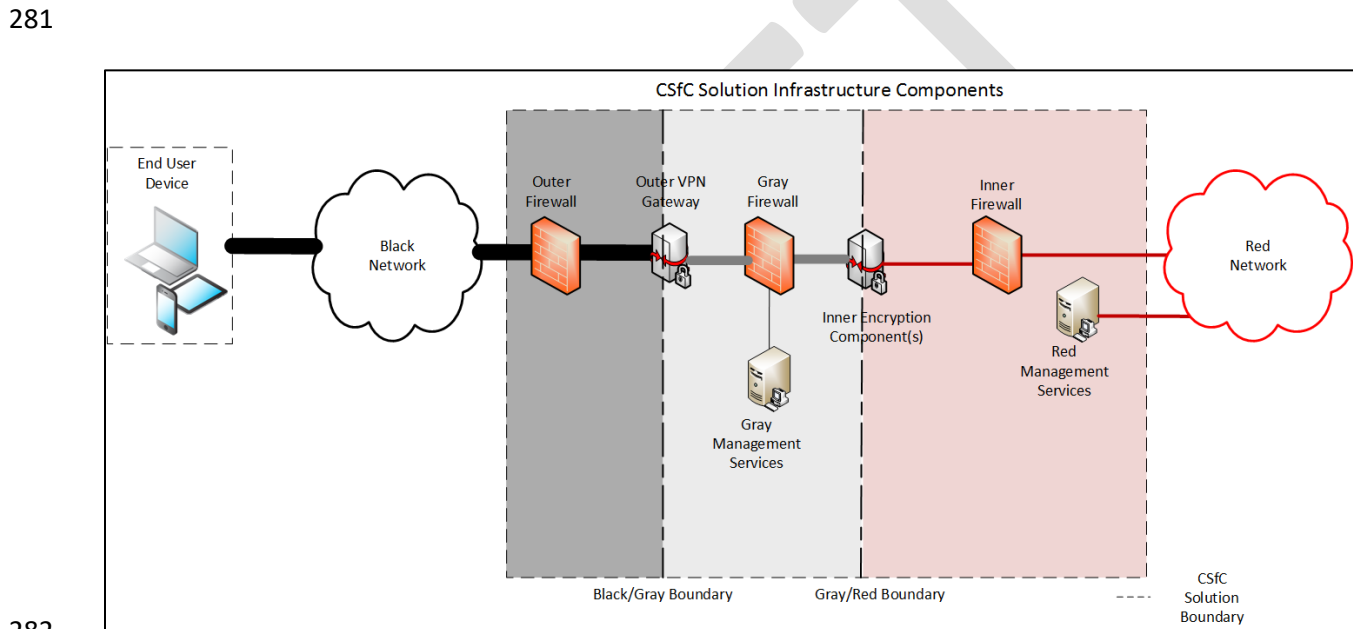 281
CSfC Solution Infrastructure Components
End User
Device
Black
Network
Outer
Firewall
Outer VPN
Gateway
Gray
Firewall
Gray
Management
Services
Inner Encryption
Component(s)
Inner
Firewall
Red
Management
Services
Red
Network
Black/Gray Boundary
Gray/Red Boundary
CSfC
Solution
Boundary
282